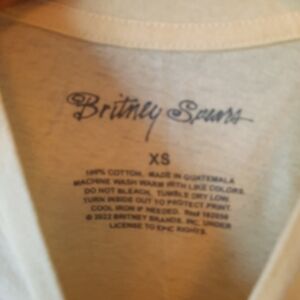 Britney Spears
XS
100% COTTON. MADE IN GUATEMALA
MACHINE WASH WARM WITH LIKE COLORS.
DO NOT BLEACH. TUMBLE DRY LOW.
TURN INSIDE OUT TO PROTECT PRINT.
COOL IRON IF NEEDED.
© 2022 BRITNEY BRANDS, INC. UNDER
LICENSE TO EPIC RIGHTS.